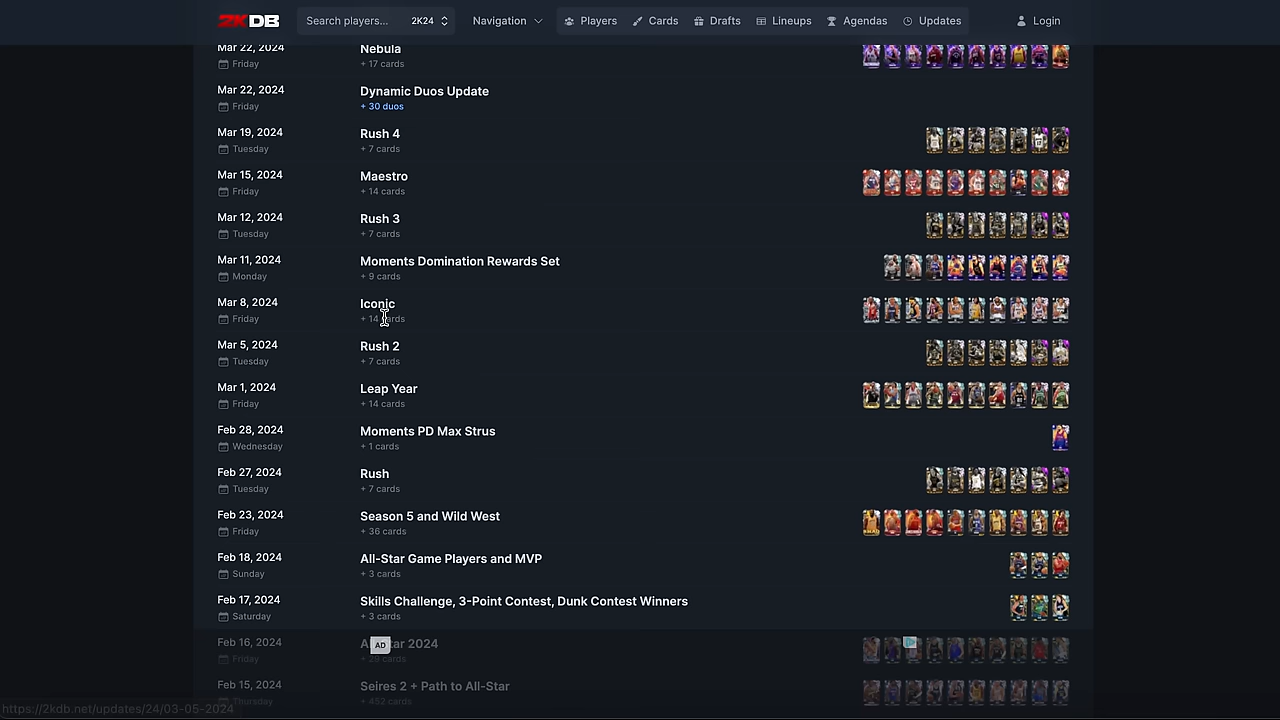 2KDB Search players... 2K24 Navigation Players Cards Drafts Lineups Agendas Updates Login
Mar 22, 2024 Nebula
Friday + 17 cards
Mar 22, 2024 Dynamic Duos Update
Friday + 30 duos
Mar 19, 2024 Rush 4
Tuesday + 7 cards
Mar 15, 2024 Maestro
Friday + 14 cards
Mar 12, 2024 Rush 3
Tuesday + 7 cards
Mar 11, 2024 Moments Domination Rewards Set
Monday + 9 cards
Mar 8, 2024 Iconic
Friday + 14 cards
Mar 5, 2024 Rush 2
Tuesday + 7 cards
Mar 1, 2024 Leap Year
Friday + 14 cards
Feb 28, 2024 Moments PD Max Strus
Wednesday + 1 cards
Feb 27, 2024 Rush
Tuesday + 7 cards
Feb 23, 2024 Season 5 and Wild West
Friday + 36 cards
Feb 18, 2024 All-Star Game Players and MVP
Sunday + 3 cards
Feb 17, 2024 Skills Challenge, 3-Point Contest, Dunk Contest Winners
Saturday + 3 cards
Feb 16, 2024 AD 2024
Friday + 29 cards
Feb 15, 2024 Seires 2 + Path to All-Star
Thursday + 452 cards
https://2kdb.net/updates/24/03-05-2024